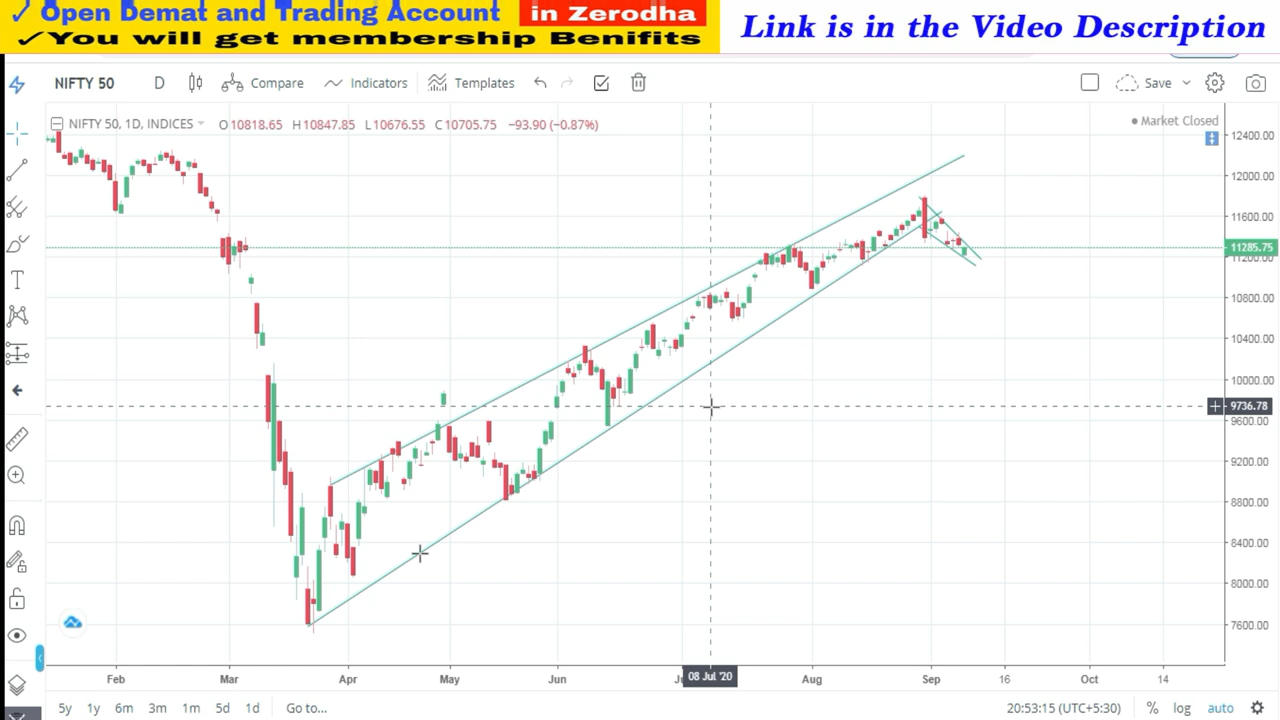 ✓ Open Demat and Trading Account in Zerodha
✓You will get membership Benifits
Link is in the Video Description
NIFTY 50 D Compare Indicators Templates Save
NIFTY 50, 1D, INDICES O10818.65 H10847.85 L10676.55 C10705.75 −93.90 (−0.87%)
Market Closed
12400.00
12000.00
11600.00
11285.75
11200.00
10800.00
10400.00
10000.00
9736.78
9600.00
9200.00
8800.00
8400.00
8000.00
7600.00
Feb Mar Apr May Jun 08 Jul '20 Aug Sep 16 Oct 14
5y 1y 6m 3m 1m 5d 1d Go to... 20:53:15 (UTC+5:30) % log auto